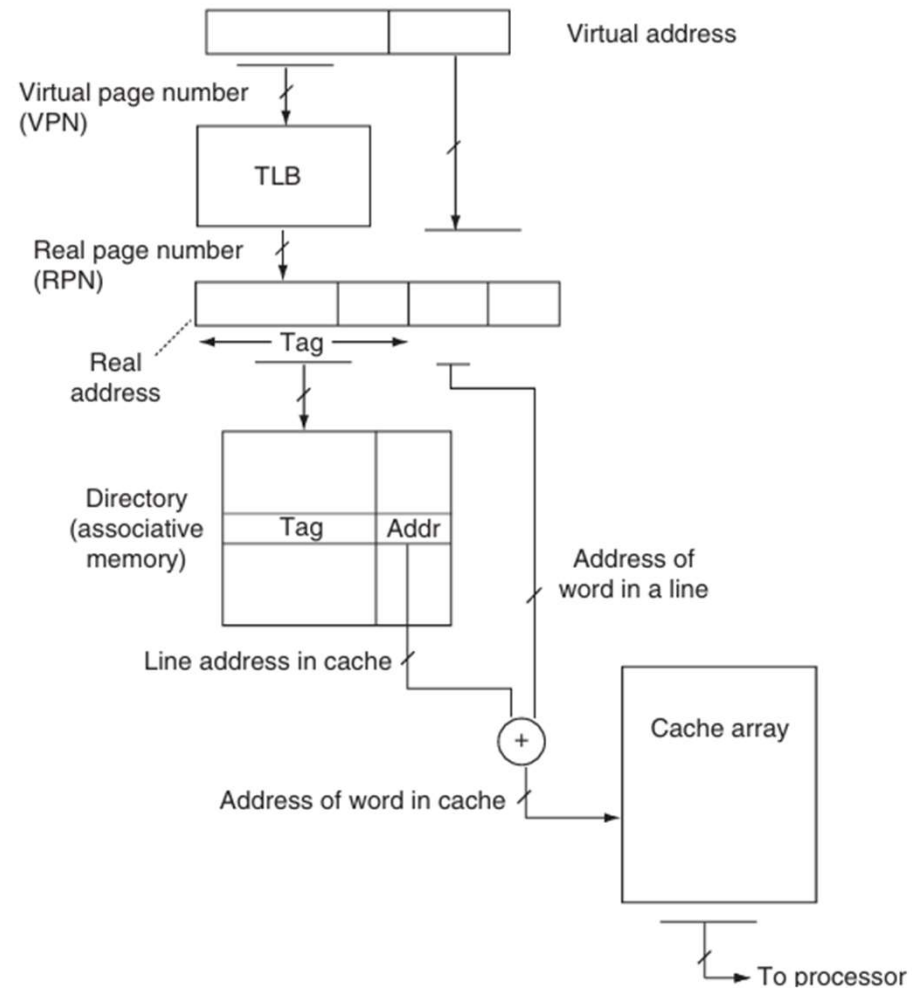 Virtual address
Virtual page number
(VPN)
TLB
Real page number
(RPN)
Tag
Real
address
Directory
(associative
memory)
Tag
Addr
Address of
word in a line
Line address in cache
Cache array
+
Address of word in cache
To processor